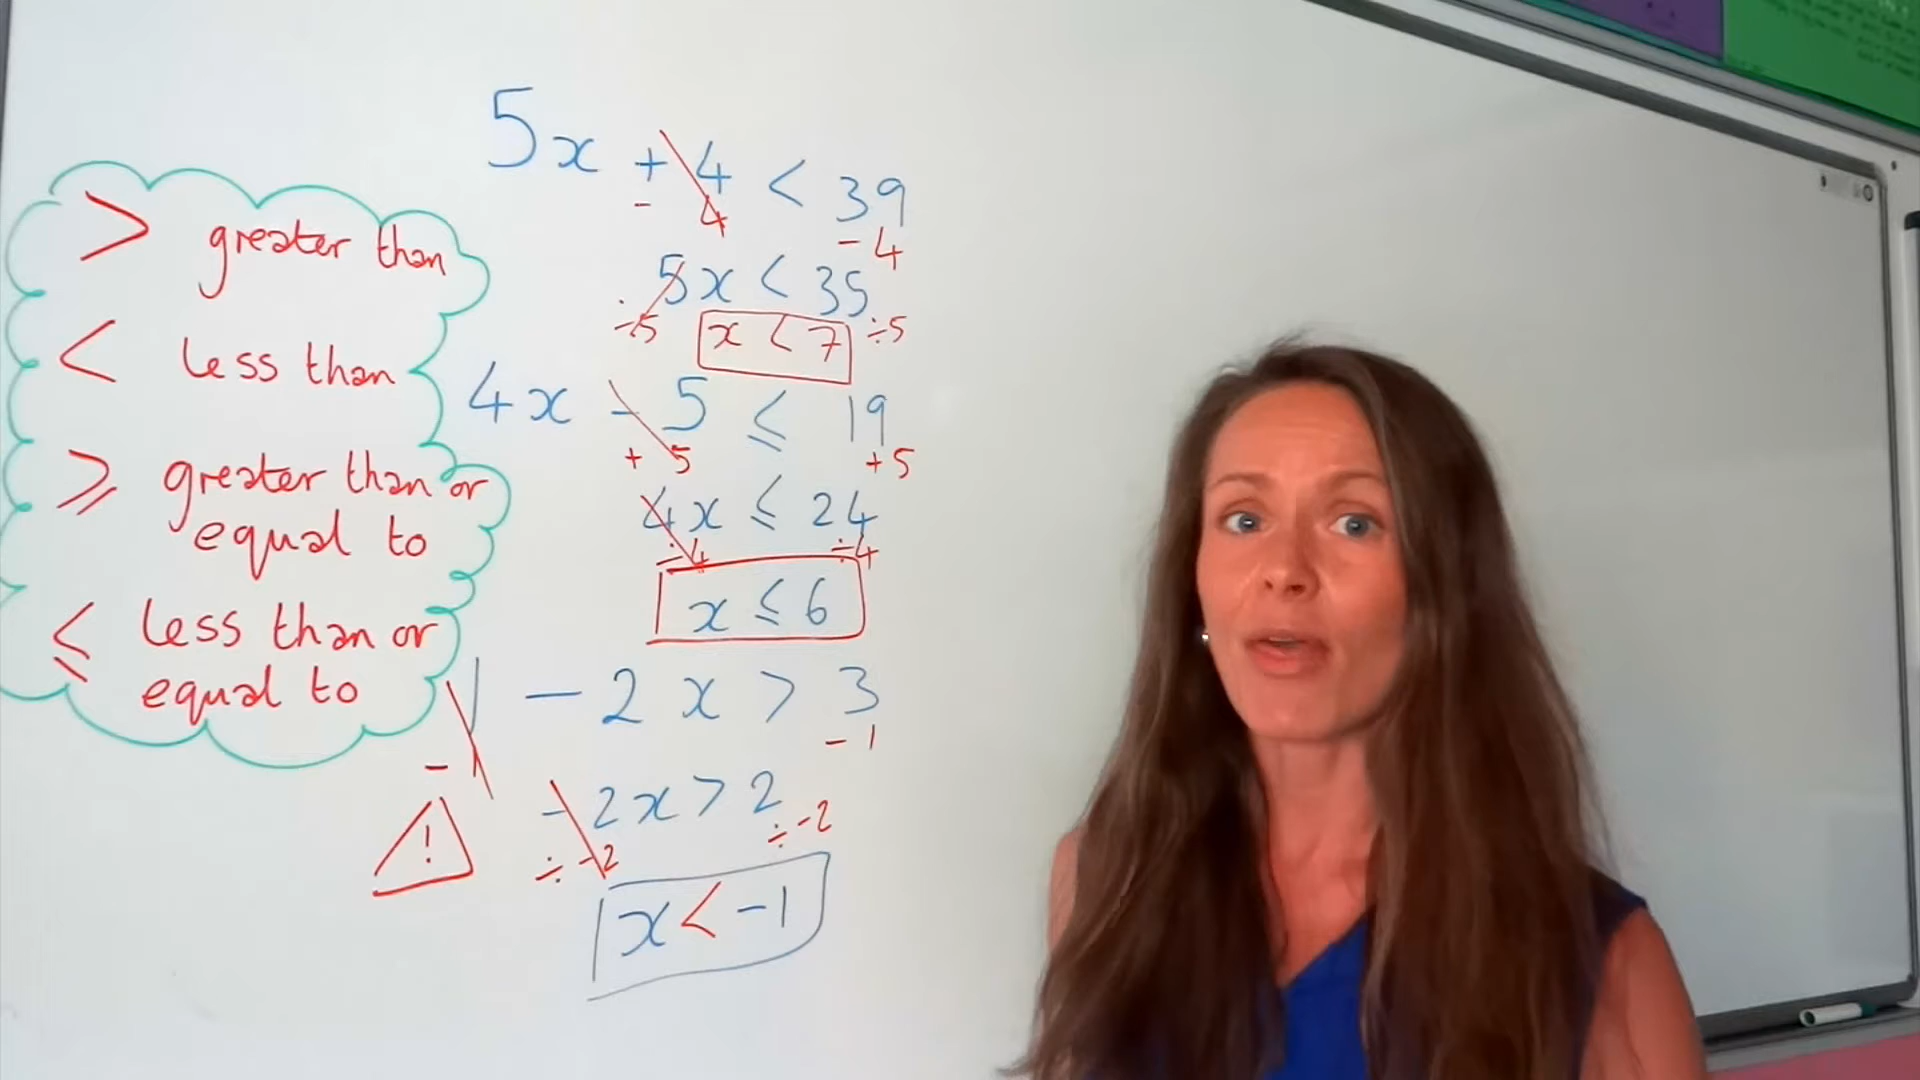 > greater than
< less than
⩾ greater than or
equal to
⩽ less than or
equal to
5x + 4 < 39
- 4 - 4
5x < 35
÷5 x < 7 ÷5
4x - 5 ⩽ 19
+ 5 + 5
4x ⩽ 24
÷4 ÷4
x ⩽ 6
1 - 2x > 3
- 1 - 1
- 2x > 2
! ÷ -2 ÷ -2
x < -1